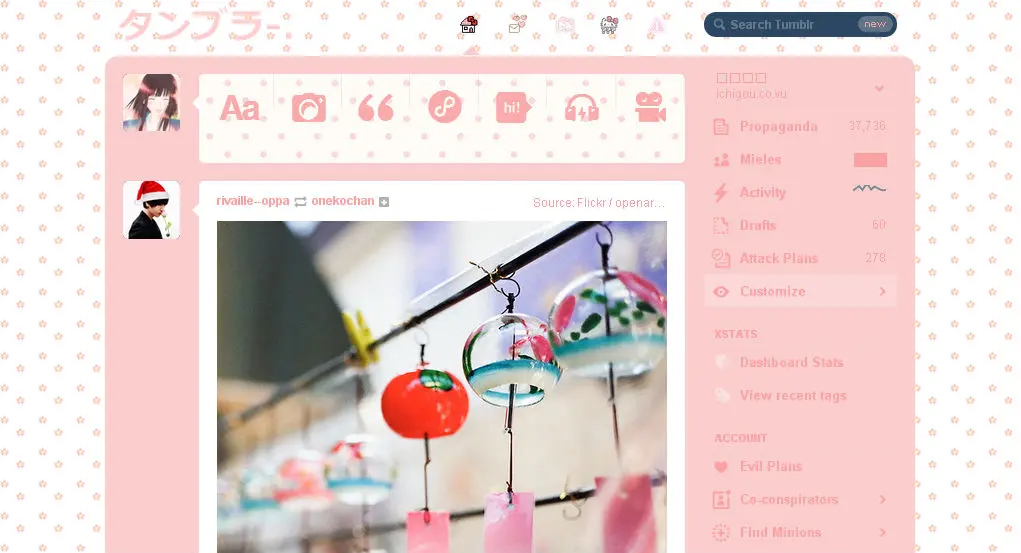 タンブラー.
Search Tumblr
new
Aa
hi!
ichigou.co.vu
Propaganda 37,736
Mieles
Activity
Drafts 60
Attack Plans 278
Customize
XSTATS
Dashboard Stats
View recent tags
ACCOUNT
Evil Plans
Co-conspirators
Find Minions
rivaille--oppa onekochan
Source: Flickr / openar...